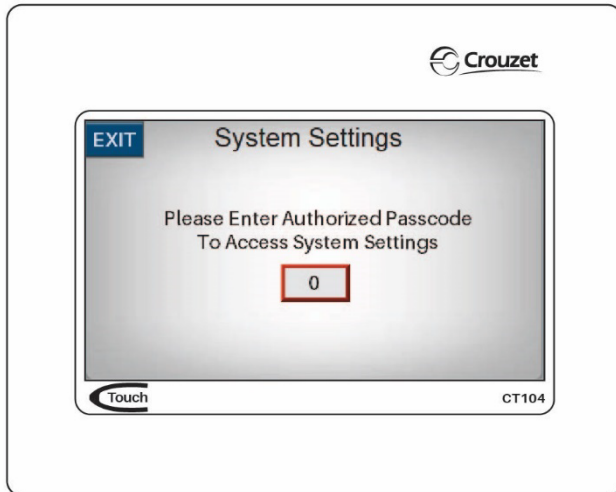 Crouzet
EXIT
System Settings
Please Enter Authorized Passcode
To Access System Settings
0
Touch
CT104